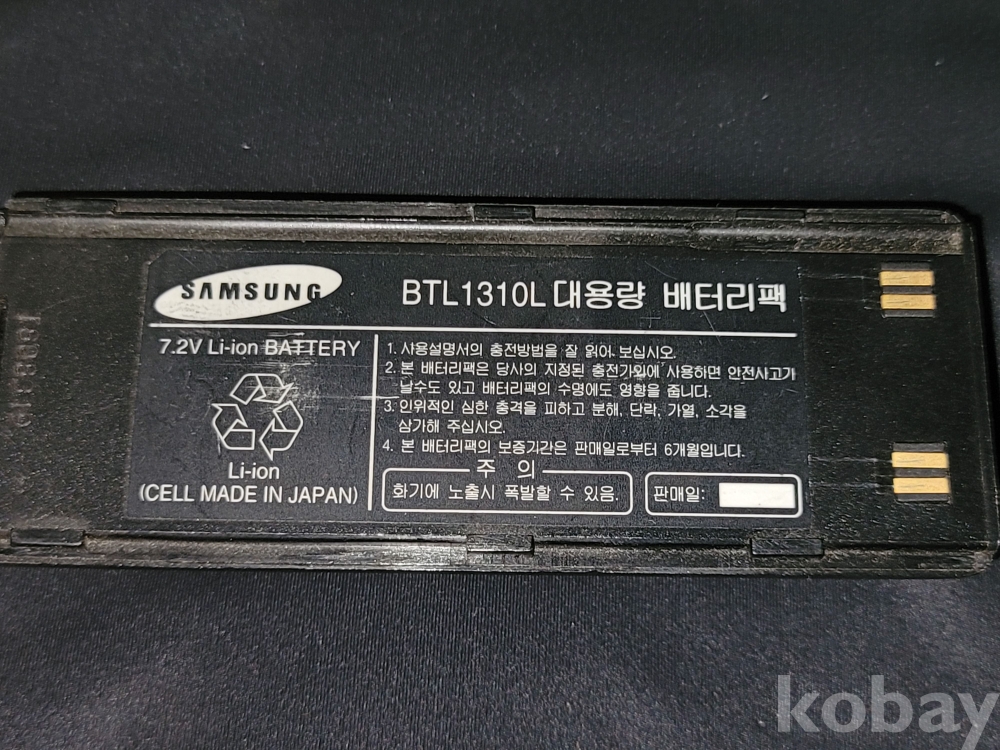 SAMSUNG
BTL1310L 대용량 배터리팩
7.2V Li-ion BATTERY
Li-ion
(CELL MADE IN JAPAN)
1. 사용설명서의 충전방법을 잘 읽어 보십시오.
2. 본 배터리팩은 당사의 지정된 충전기외에 사용하면 안전사고가
날수도 있고 배터리팩의 수명에도 영향을 줍니다.
3. 인위적인 심한 충격을 피하고 분해, 단락, 가열, 소각을
삼가해 주십시오.
4. 본 배터리팩의 보증기간은 판매일로부터 6개월입니다.
주 의
화기에 노출시 폭발할 수 있음.
판매일:
kobay